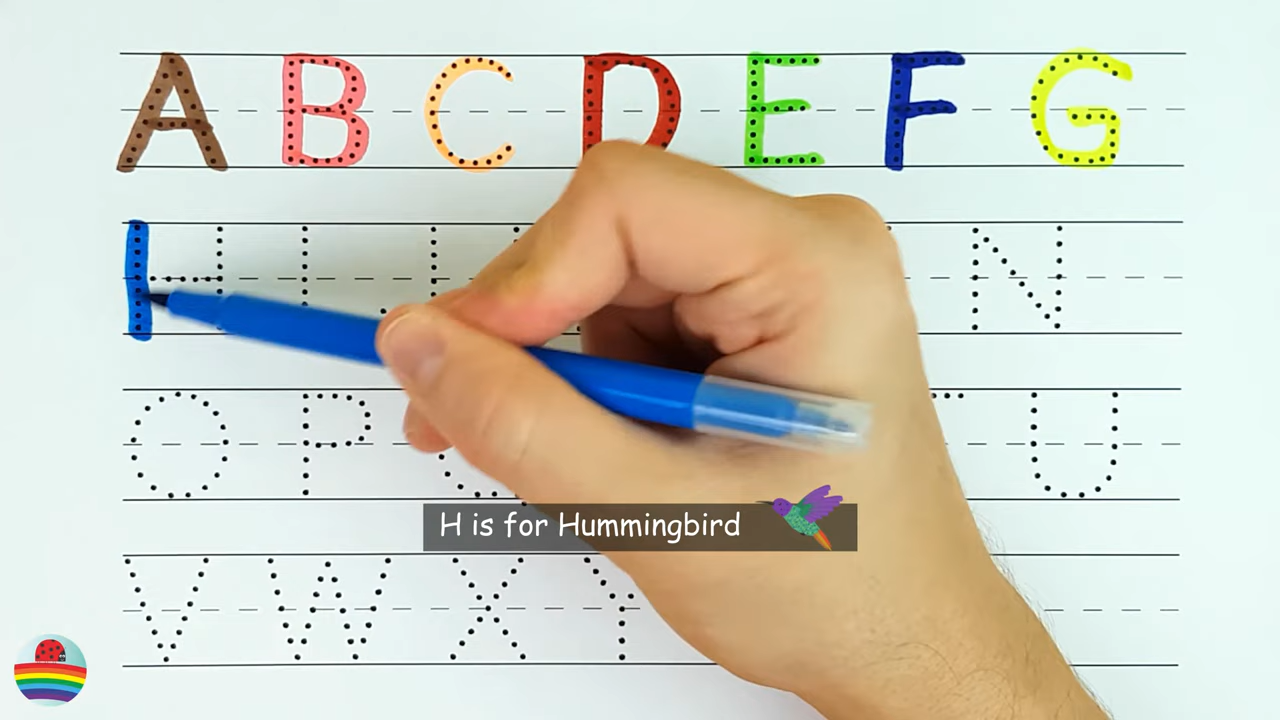 A B C D E F G
H I N
O P U
V W X Y
H is for Hummingbird